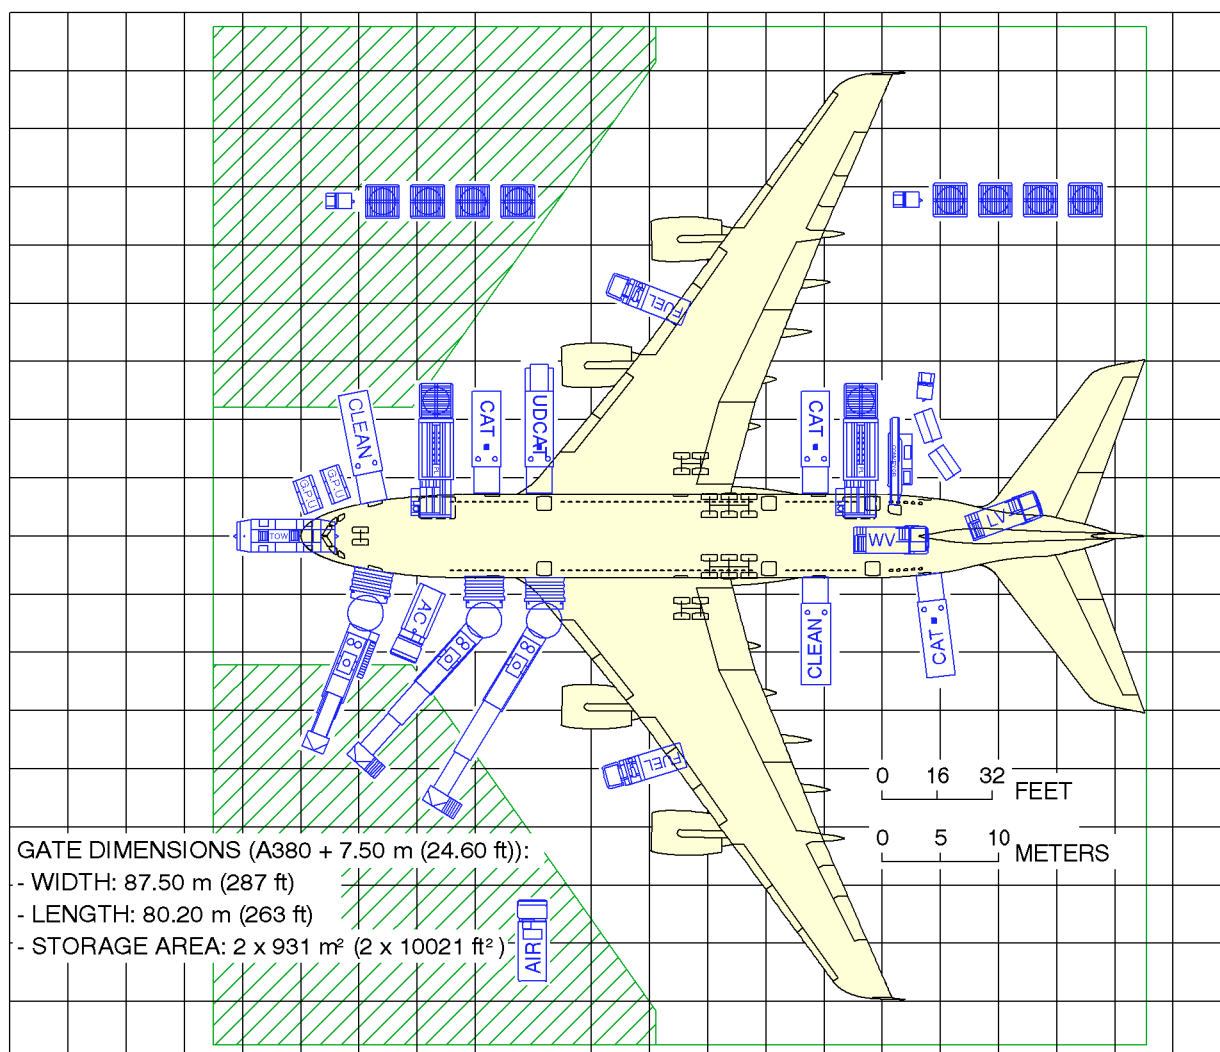 FUEL
CLEAN
CAT
UDCAT
CAT
GPU
GPU
TOW
WV
LV
AC
CLEAN
CAT
FUEL
0 16 32
FEET
0 5 10
METERS
GATE DIMENSIONS (A380 + 7.50 m (24.60 ft)):
- WIDTH: 87.50 m (287 ft)
- LENGTH: 80.20 m (263 ft)
- STORAGE AREA: 2 x 931 m² (2 x 10021 ft²)
AIR